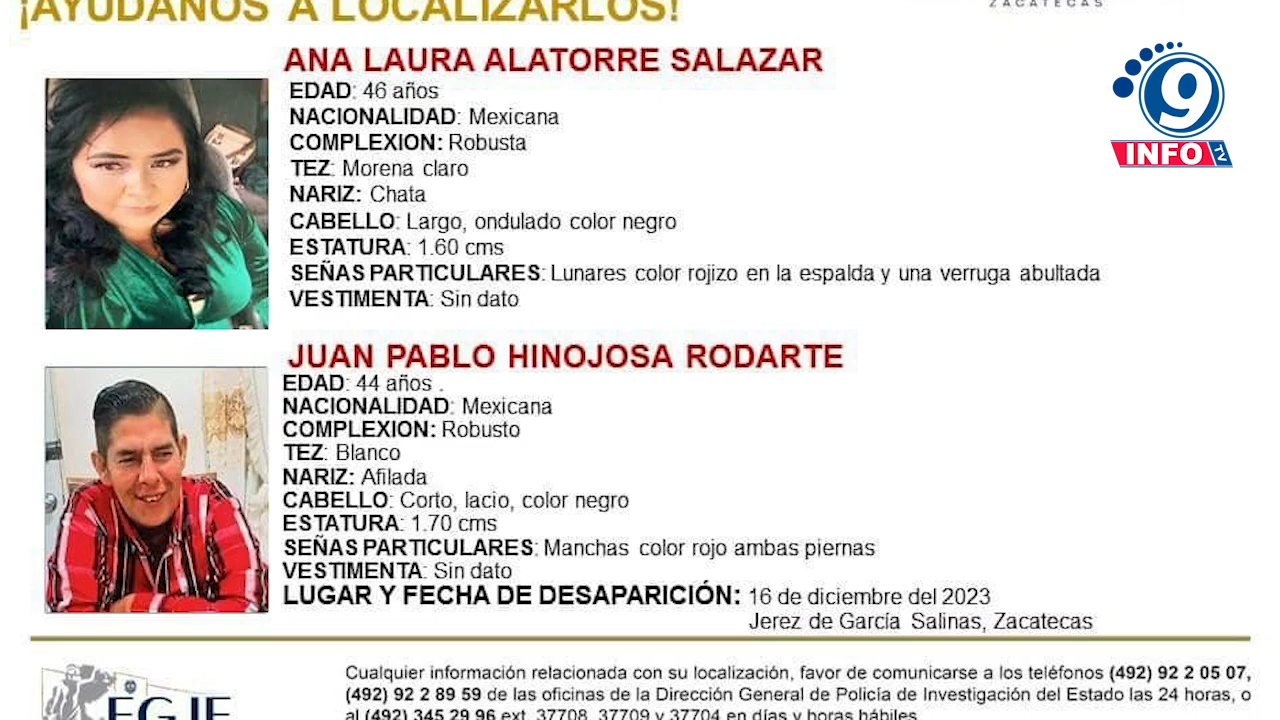 ¡AYÚDANOS A LOCALIZARLOS!
ZACATECAS
9
INFO TV
ANA LAURA ALATORRE SALAZAR
EDAD: 46 años
NACIONALIDAD: Mexicana
COMPLEXION: Robusta
TEZ: Morena claro
NARIZ: Chata
CABELLO: Largo, ondulado color negro
ESTATURA: 1.60 cms
SEÑAS PARTICULARES: Lunares color rojizo en la espalda y una verruga abultada
VESTIMENTA: Sin dato
JUAN PABLO HINOJOSA RODARTE
EDAD: 44 años .
NACIONALIDAD: Mexicana
COMPLEXION: Robusto
TEZ: Blanco
NARIZ: Afilada
CABELLO: Corto, lacio, color negro
ESTATURA: 1.70 cms
SEÑAS PARTICULARES: Manchas color rojo ambas piernas
VESTIMENTA: Sin dato
LUGAR Y FECHA DE DESAPARICIÓN: 16 de diciembre del 2023
Jerez de García Salinas, Zacatecas
FGJE
Cualquier información relacionada con su localización, favor de comunicarse a los teléfonos (492) 92 2 05 07,
(492) 92 2 89 59 de las oficinas de la Dirección General de Policía de Investigación del Estado las 24 horas, o
al (492) 345 29 96 ext. 37708, 37709 y 37704 en días y horas hábiles